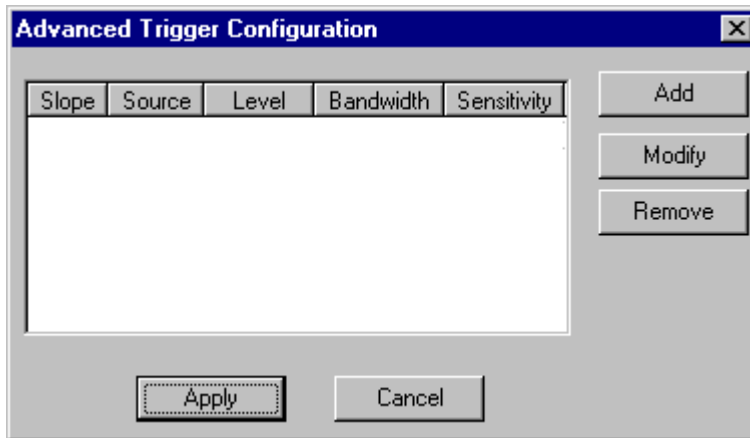 Advanced Trigger Configuration
Slope Source Level Bandwidth Sensitivity
Add
Modify
Remove
Apply Cancel